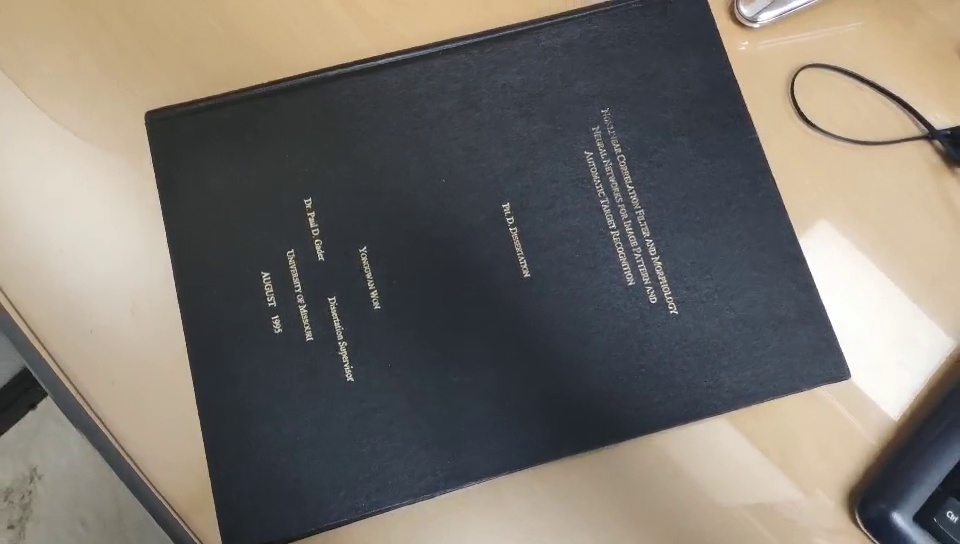 NONLINEAR CORRELATION FILTER AND MORPHOLOGY
NEURAL NETWORKS FOR IMAGE PATTERN AND
AUTOMATIC TARGET RECOGNITION
PH. D. DISSERTATION
YONGGWAN WON
Dr. Paul D. Gader Dissertation Supervisor
UNIVERSITY OF MISSOURI
AUGUST 1995
Ctrl